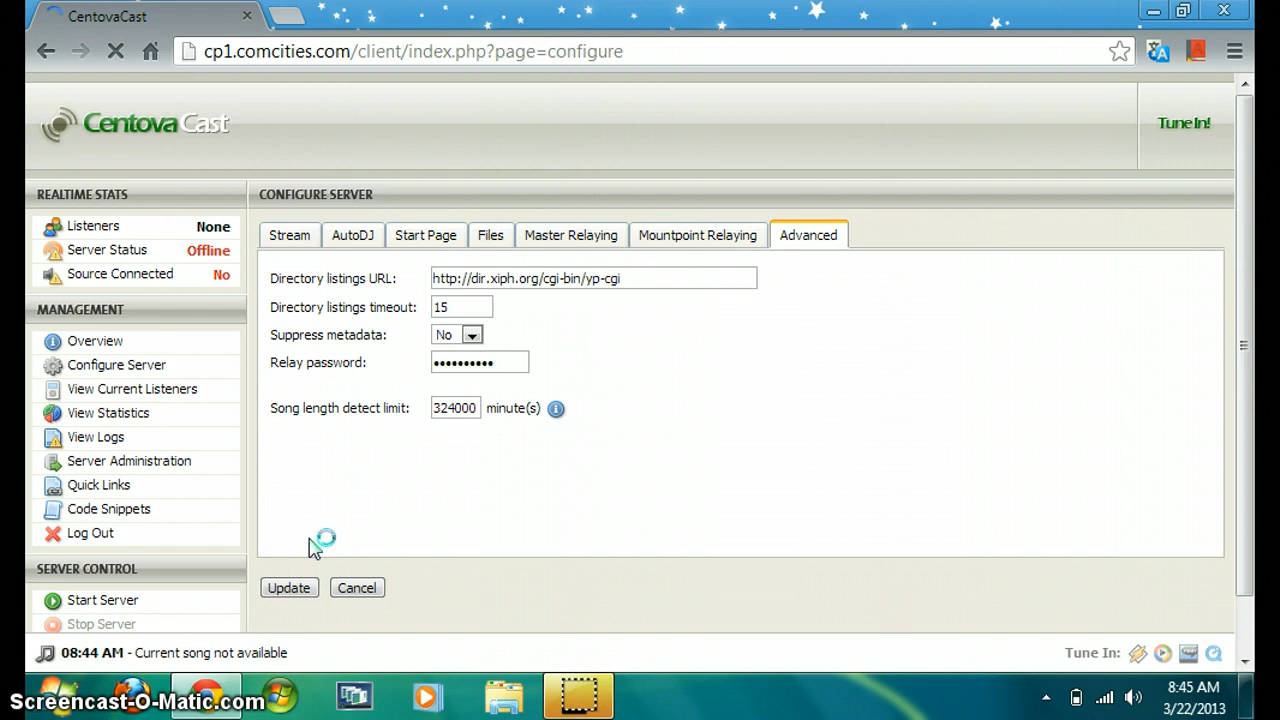 CentovaCast
cp1.comcities.com/client/index.php?page=configure
CentovaCast
Tune In!
REALTIME STATS
Listeners None
Server Status Offline
Source Connected No
MANAGEMENT
Overview
Configure Server
View Current Listeners
View Statistics
View Logs
Server Administration
Quick Links
Code Snippets
Log Out
SERVER CONTROL
Start Server
Stop Server
CONFIGURE SERVER
Stream AutoDJ Start Page Files Master Relaying Mountpoint Relaying Advanced
Directory listings URL: http://dir.xiph.org/cgi-bin/yp-cgi
Directory listings timeout: 15
Suppress metadata: No
Relay password: ••••••••••
Song length detect limit: 324000 minute(s)
Update Cancel
08:44 AM - Current song not available
Tune In:
Screencast-O-Matic.com
8:45 AM
3/22/2013